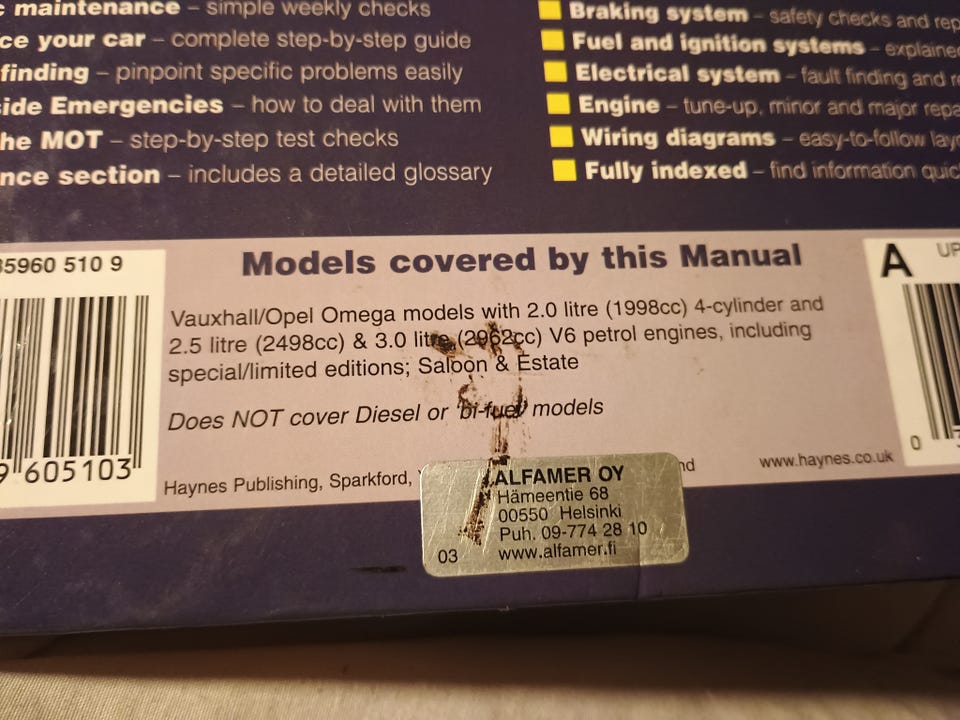 maintenance – simple weekly checks
ce your car – complete step-by-step guide
finding – pinpoint specific problems easily
ide Emergencies – how to deal with them
he MOT – step-by-step test checks
nce section – includes a detailed glossary
Braking system – safety checks and rep
Fuel and ignition systems – explaine
Electrical system – fault finding and r
Engine – tune-up, minor and major repa
Wiring diagrams – easy-to-follow lay
Fully indexed – find information quic
5960 510 9
9 605103
Models covered by this Manual
Vauxhall/Opel Omega models with 2.0 litre (1998cc) 4-cylinder and
2.5 litre (2498cc) & 3.0 litre (2962cc) V6 petrol engines, including
special/limited editions; Saloon & Estate
Does NOT cover Diesel or 'bi-fuel' models
Haynes Publishing, Sparkford,
nd
www.haynes.co.uk
A
UP
0
ALFAMER OY
Hämeentie 68
00550 Helsinki
Puh. 09-774 28 10
03 www.alfamer.fi